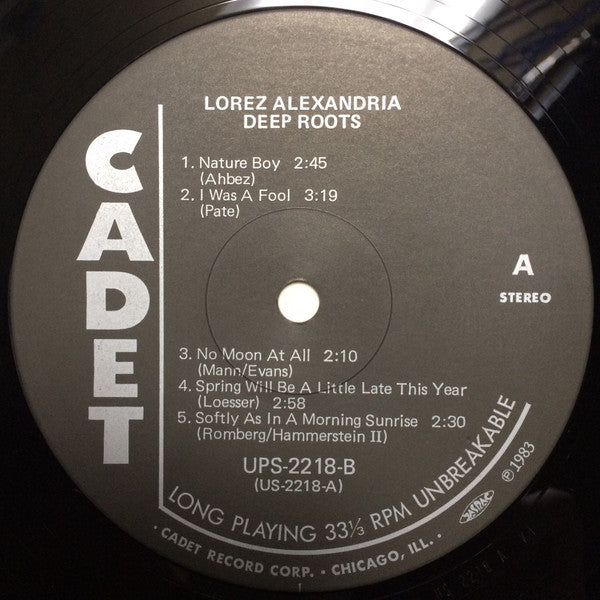 CADET
LOREZ ALEXANDRIA
DEEP ROOTS
1. Nature Boy 2:45
(Ahbez)
2. I Was A Fool 3:19
(Pate)
A
STEREO
3. No Moon At All 2:10
(Mann/Evans)
4. Spring Will Be A Little Late This Year
(Loesser) 2:58
5. Softly As In A Morning Sunrise 2:30
(Romberg/Hammerstein II)
UPS-2218-B
(US-2218-A)
LONG PLAYING 33⅓ RPM UNBREAKABLE
℗ 1983
· CADET RECORD CORP. · CHICAGO, ILL. ·